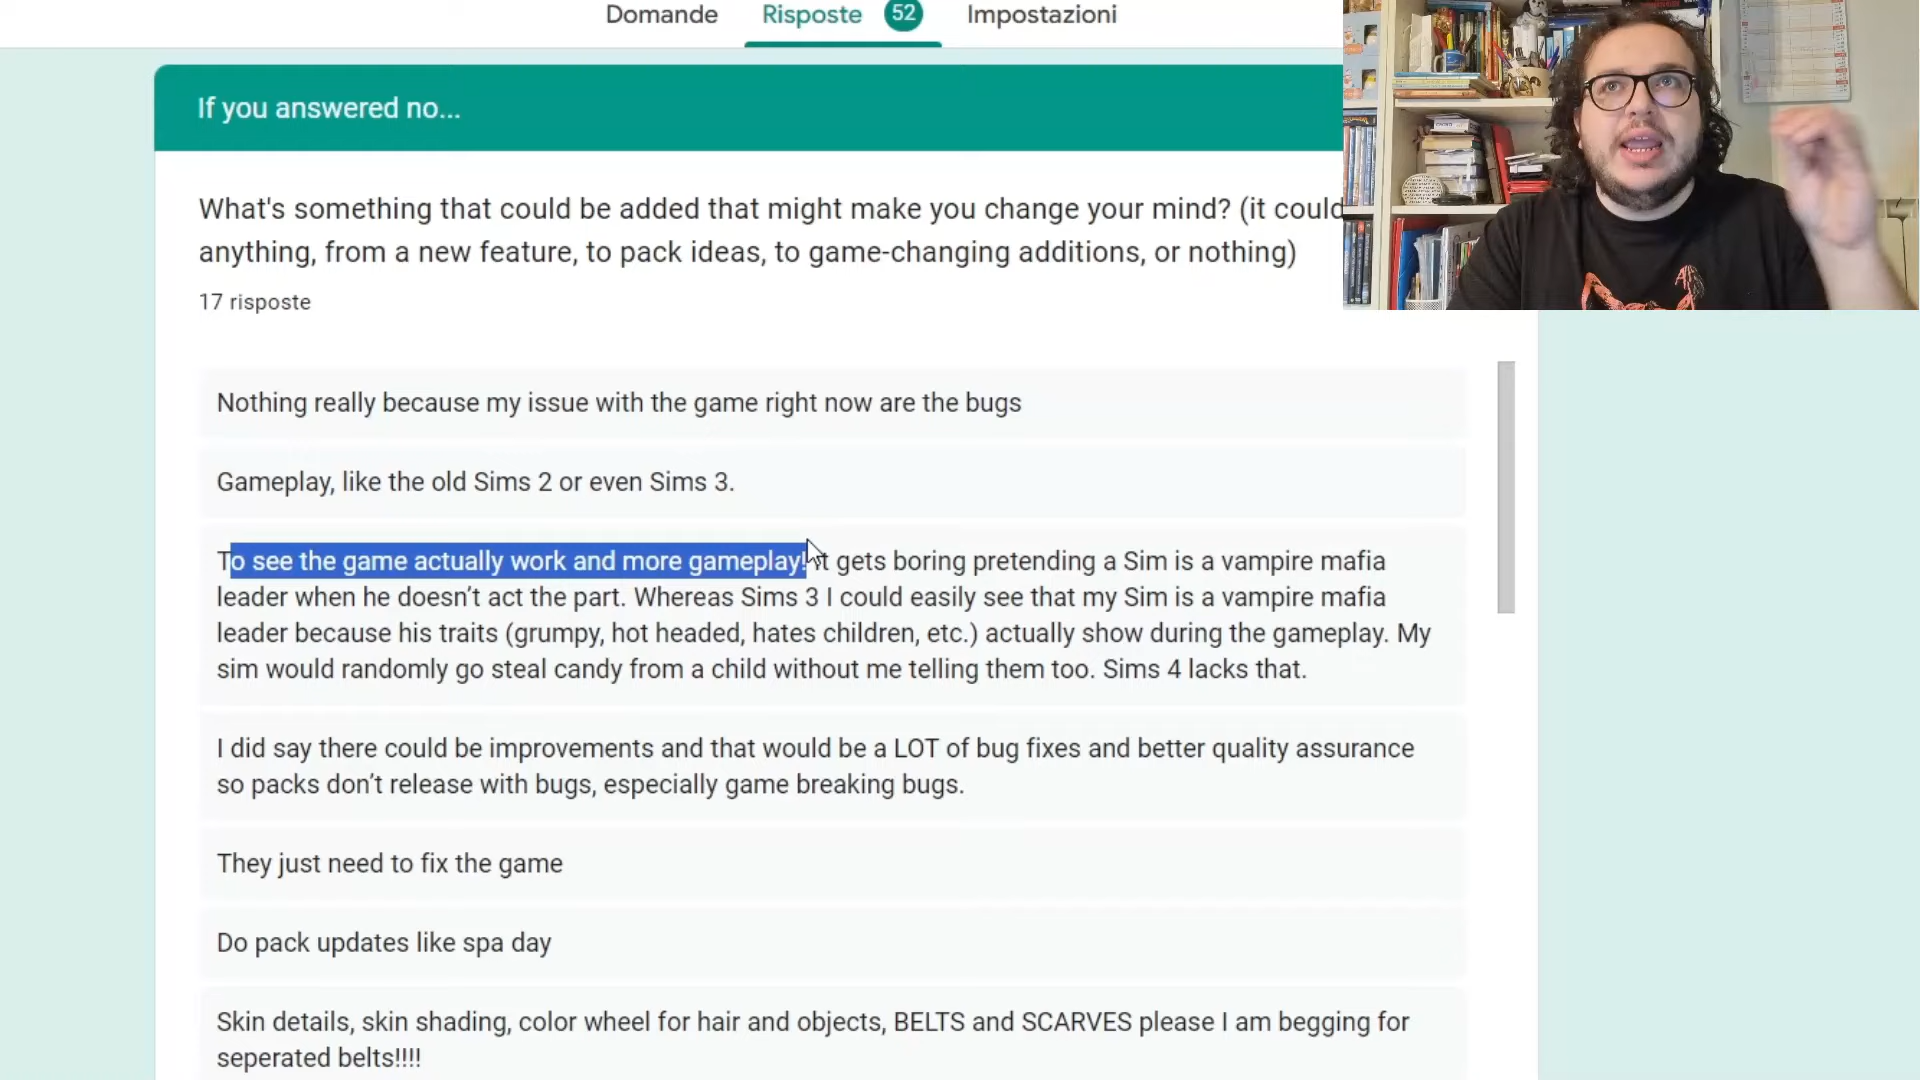 Domande Risposte 52 Impostazioni
If you answered no...
What's something that could be added that might make you change your mind? (it could
anything, from a new feature, to pack ideas, to game-changing additions, or nothing)
17 risposte
Nothing really because my issue with the game right now are the bugs
Gameplay, like the old Sims 2 or even Sims 3.
To see the game actually work and more gameplay! It gets boring pretending a Sim is a vampire mafia
leader when he doesn’t act the part. Whereas Sims 3 I could easily see that my Sim is a vampire mafia
leader because his traits (grumpy, hot headed, hates children, etc.) actually show during the gameplay. My
sim would randomly go steal candy from a child without me telling them too. Sims 4 lacks that.
I did say there could be improvements and that would be a LOT of bug fixes and better quality assurance
so packs don’t release with bugs, especially game breaking bugs.
They just need to fix the game
Do pack updates like spa day
Skin details, skin shading, color wheel for hair and objects, BELTS and SCARVES please I am begging for
seperated belts!!!!